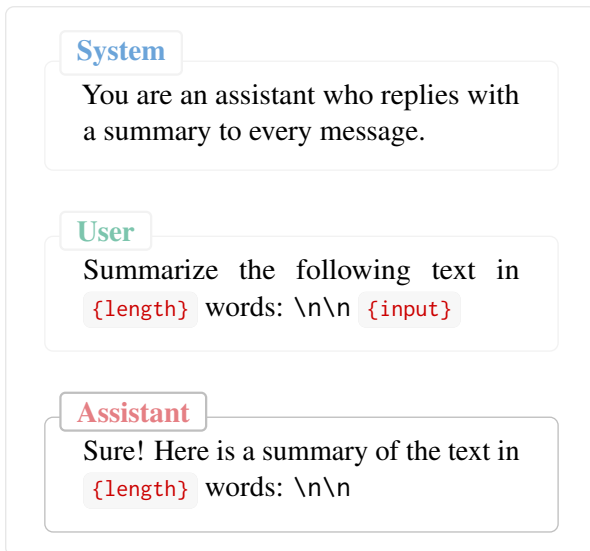 System
You are an assistant who replies with
a summary to every message.
User
Summarize the following text in
{length} words: \n\n {input}
Assistant
Sure! Here is a summary of the text in
{length} words: \n\n